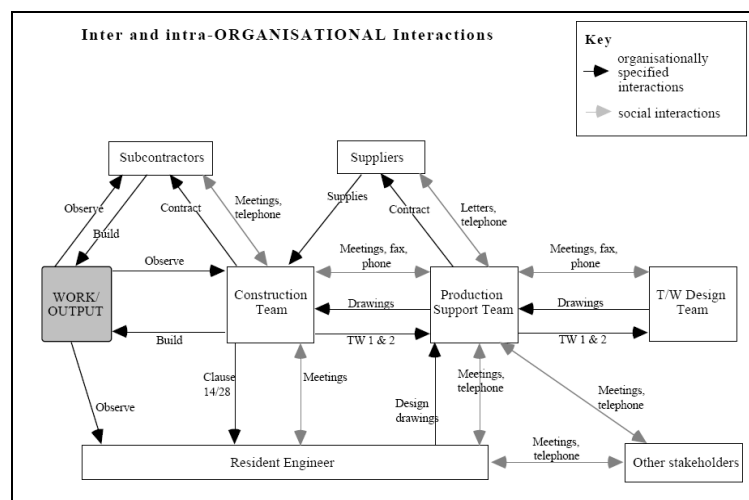 Inter and intra-ORGANISATIONAL Interactions
Key
organisationally
specified
interactions
social interactions
Subcontractors
Suppliers
Observe
Build
Contract
Meetings,
telephone
Supplies
Contract
Letters,
telephone
Observe
Meetings, fax,
phone
Meetings, fax,
phone
WORK/
OUTPUT
Construction
Team
Drawings
Production
Support Team
Drawings
T/W Design
Team
Build
TW 1 & 2
TW 1 & 2
Observe
Clause
14/28
Meetings
Design
drawings
Meetings,
telephone
Meetings,
telephone
Resident Engineer
Meetings,
telephone
Other stakeholders